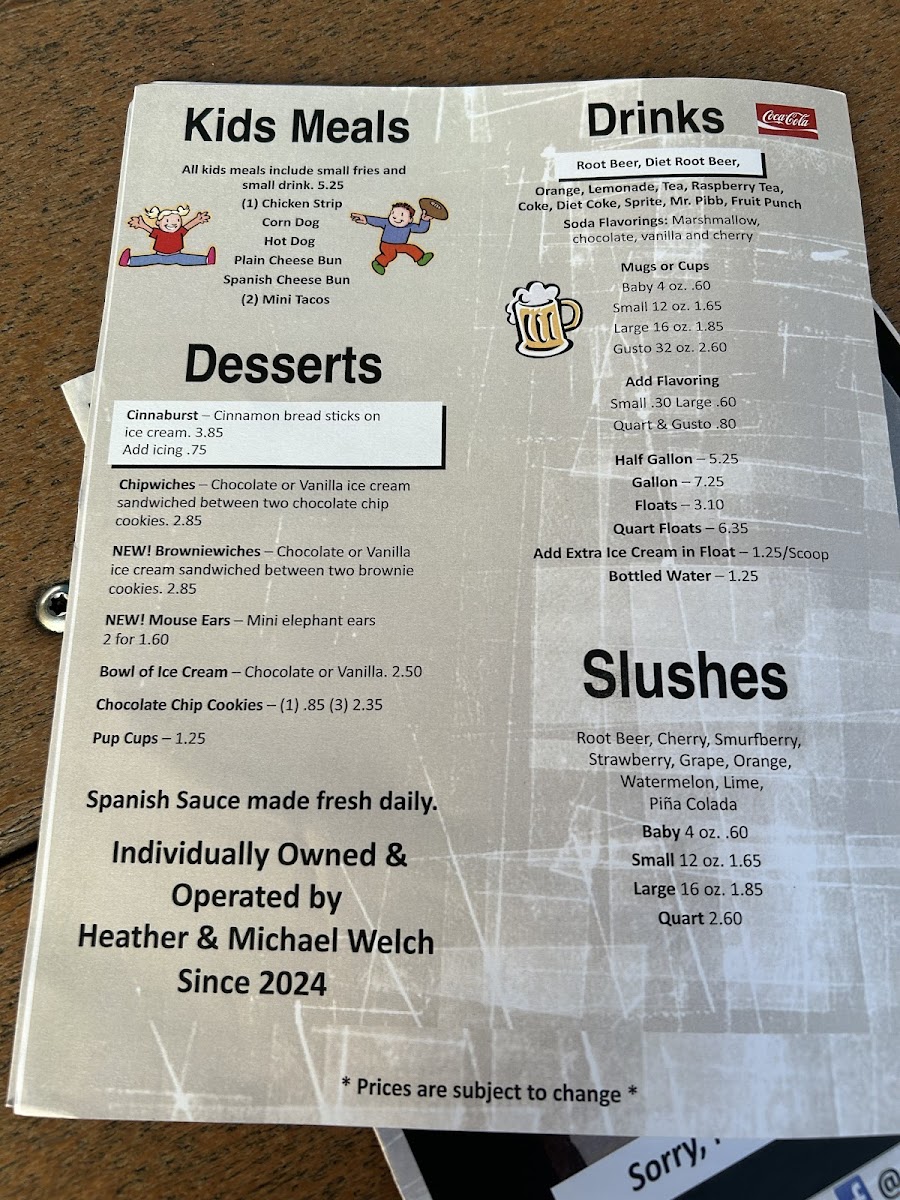 Kids Meals
All kids meals include small fries and
small drink. 5.25
(1) Chicken Strip
Corn Dog
Hot Dog
Plain Cheese Bun
Spanish Cheese Bun
(2) Mini Tacos
Desserts
Cinnaburst – Cinnamon bread sticks on
ice cream. 3.85
Add icing .75
Chipwiches – Chocolate or Vanilla ice cream
sandwiched between two chocolate chip
cookies. 2.85
NEW! Browniewiches – Chocolate or Vanilla
ice cream sandwiched between two brownie
cookies. 2.85
NEW! Mouse Ears – Mini elephant ears
2 for 1.60
Bowl of Ice Cream – Chocolate or Vanilla. 2.50
Chocolate Chip Cookies – (1) .85 (3) 2.35
Pup Cups – 1.25
Spanish Sauce made fresh daily.
Individually Owned &
Operated by
Heather & Michael Welch
Since 2024
Drinks
Coca-Cola
Root Beer, Diet Root Beer,
Orange, Lemonade, Tea, Raspberry Tea,
Coke, Diet Coke, Sprite, Mr. Pibb, Fruit Punch
Soda Flavorings: Marshmallow,
chocolate, vanilla and cherry
Mugs or Cups
Baby 4 oz. .60
Small 12 oz. 1.65
Large 16 oz. 1.85
Gusto 32 oz. 2.60
Add Flavoring
Small .30 Large .60
Quart & Gusto .80
Half Gallon – 5.25
Gallon – 7.25
Floats – 3.10
Quart Floats – 6.35
Add Extra Ice Cream in Float – 1.25/Scoop
Bottled Water – 1.25
Slushes
Root Beer, Cherry, Smurfberry,
Strawberry, Grape, Orange,
Watermelon, Lime,
Piña Colada
Baby 4 oz. .60
Small 12 oz. 1.65
Large 16 oz. 1.85
Quart 2.60
* Prices are subject to change *
Sorry,
f @